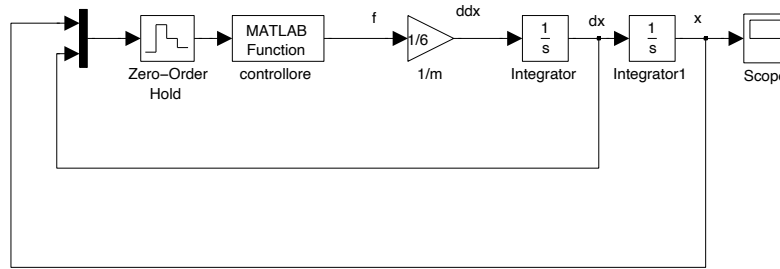 f
ddx
dx
x
MATLAB
Function
1/6
1
s
1
s
Zero−Order
Hold
controllore
1/m
Integrator
Integrator1
Scope